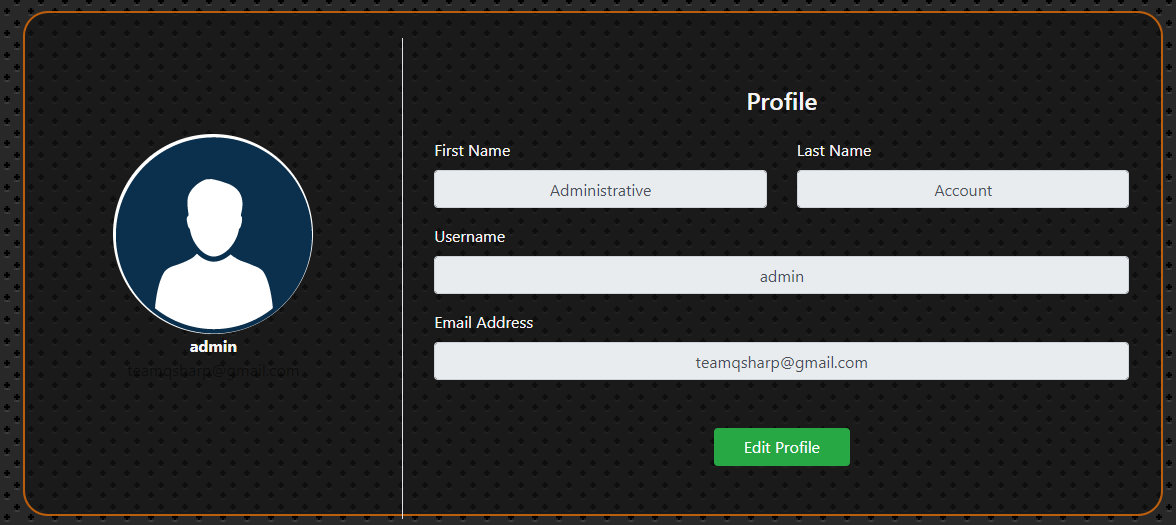 admin
teamqsharp@gmail.com
Profile
First Name
Last Name
Administrative
Account
Username
admin
Email Address
teamqsharp@gmail.com
Edit Profile